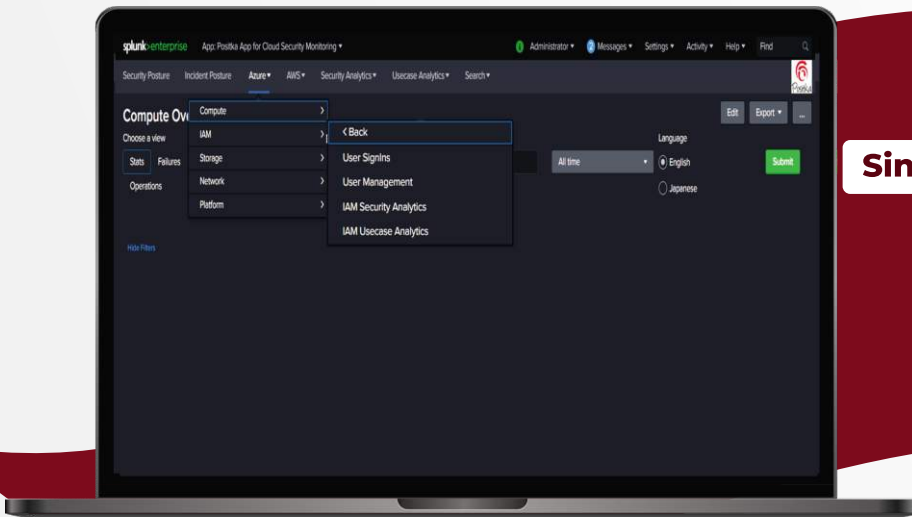 splunk>enterprise App: Positka App for Cloud Security Monitoring Administrator Messages Settings Activity Help Find
Security Posture Incident Posture Azure AWS Security Analytics Usecase Analytics Search
Positka
Compute Ov
Edit Export ...
Choose a view
Stats Failures
Operations
Compute
IAM
Storage
Network
Platform
< Back
User SignIns
User Management
IAM Security Analytics
IAM Usecase Analytics
All time
Language
English
Japanese
Submit
Hide Filters
Sin